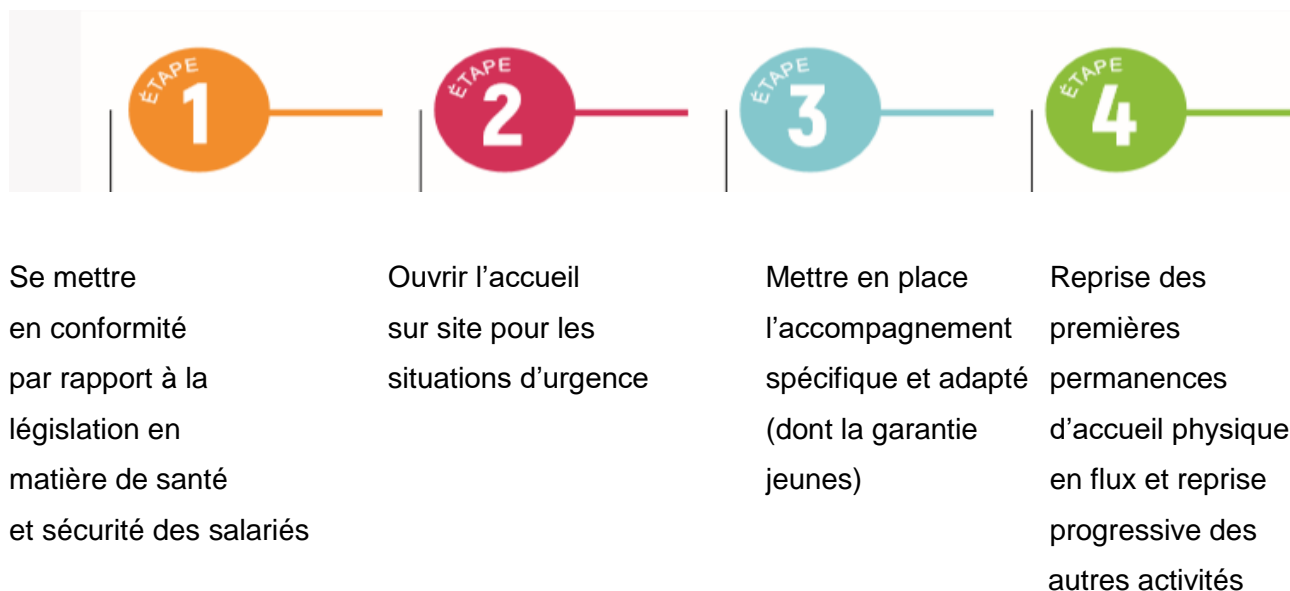 ÉTAPE
1
ÉTAPE
2
ÉTAPE
3
ÉTAPE
4
Se mettre
en conformité
par rapport à la
législation en
matière de santé
et sécurité des salariés
Ouvrir l’accueil
sur site pour les
situations d’urgence
Mettre en place
l’accompagnement
spécifique et adapté
(dont la garantie
jeunes)
Reprise des
premières
permanences
d’accueil physique
en flux et reprise
progressive des
autres activités